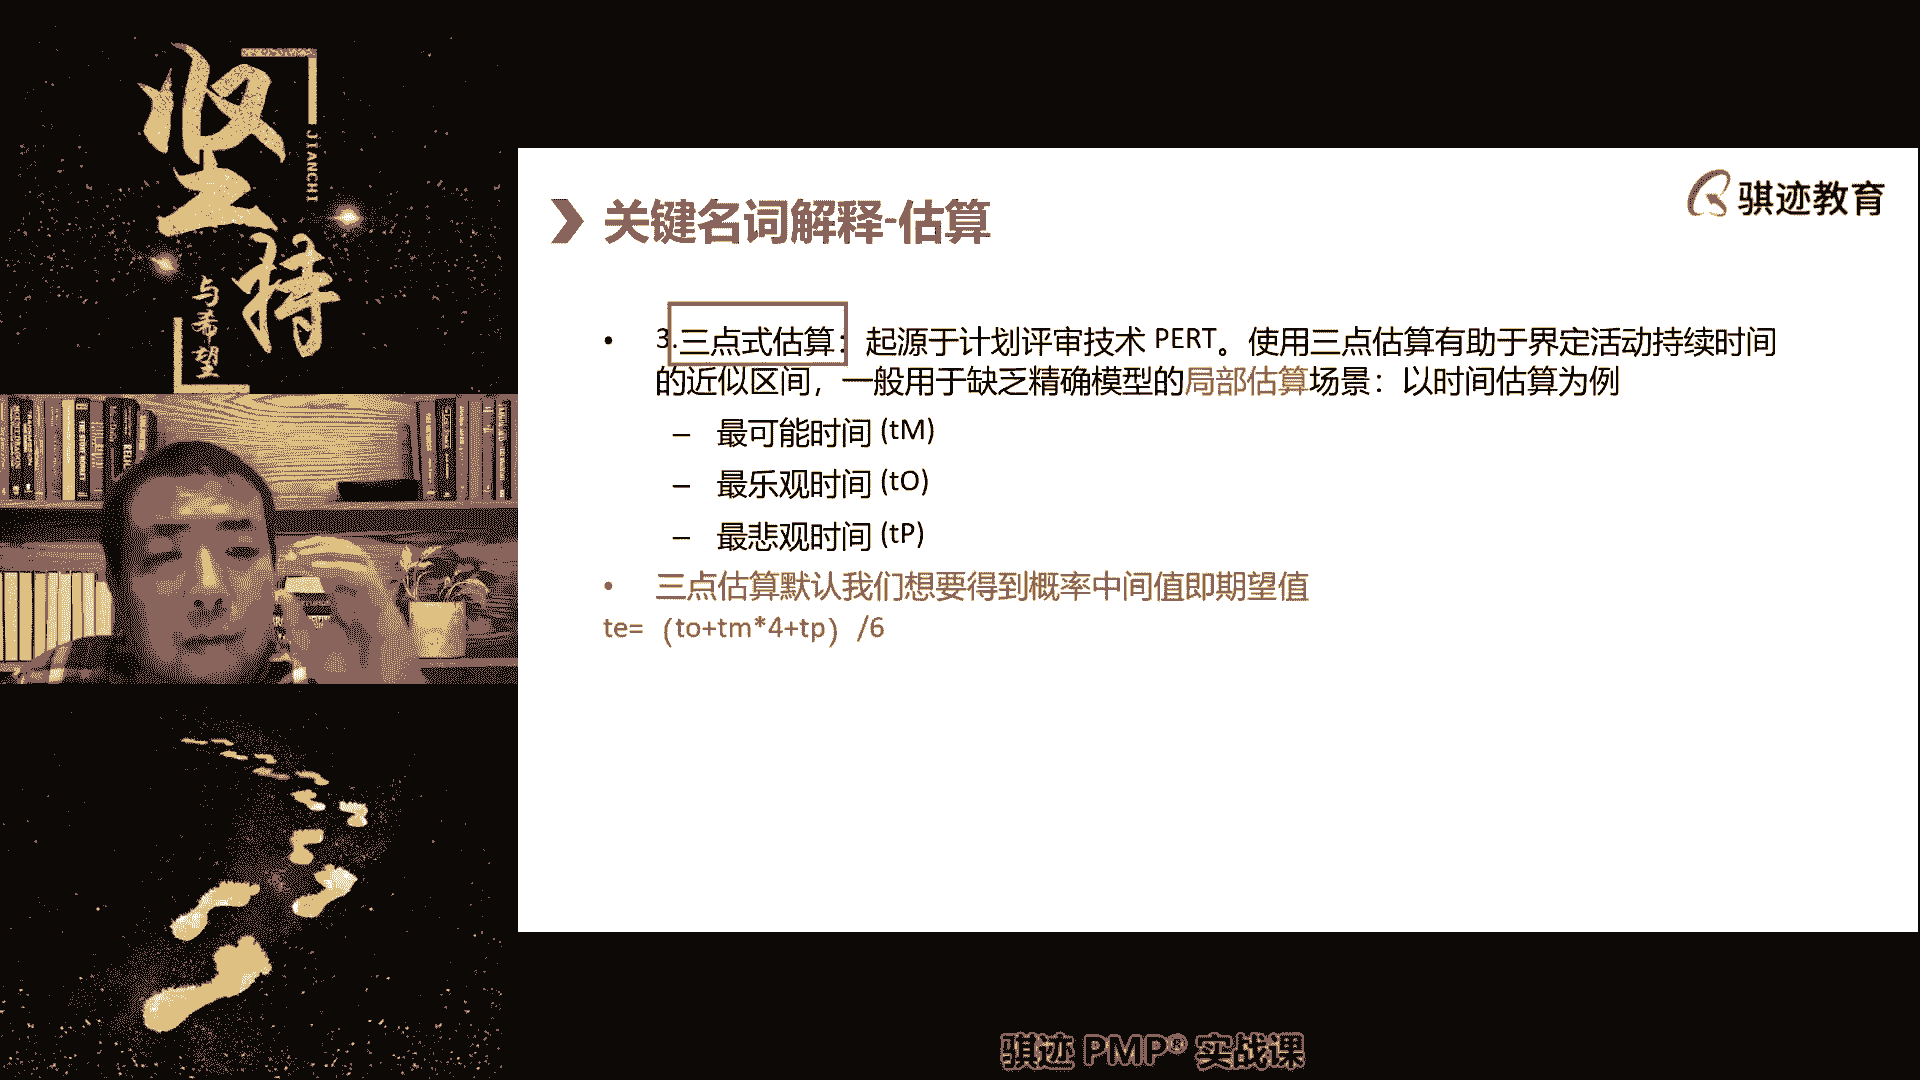 坚持
JIANCHI
与希望
骐迹教育
关键名词解释-估算
• 3.三点式估算：起源于计划评审技术 PERT。使用三点估算有助于界定活动持续时间
的近似区间，一般用于缺乏精确模型的局部估算场景：以时间估算为例
– 最可能时间 (tM)
– 最乐观时间 (tO)
– 最悲观时间 (tP)
• 三点估算默认我们想要得到概率中间值即期望值
te=（to+tm*4+tp）/6
骐迹 PMP® 实战课